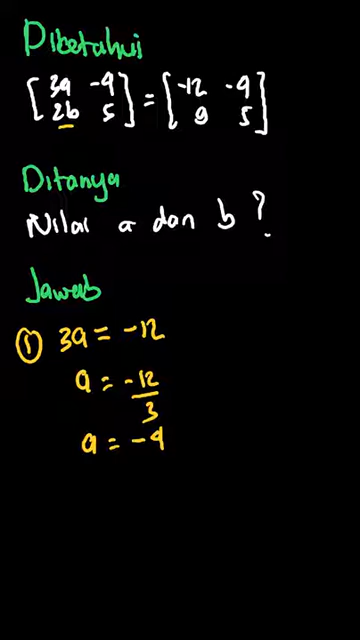 Diketahui
[3a -4] = [-12 -4]
[2b 5] [8 5]
Ditanya
Nilai a dan b ?
Jawab
① 3a = -12
a = -12
3
a = -4